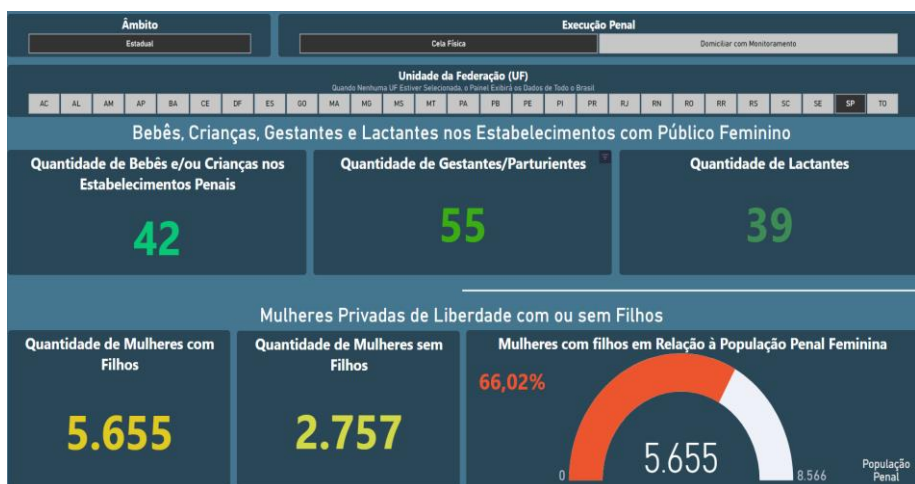 Âmbito
Estadual
Execução Penal
Cela Física
Domiciliar com Monitoramento
Unidade da Federação (UF)
Quando Nenhuma UF Estiver Selecionada, o Painel Exibirá os Dados de Todo o Brasil
AC AL AM AP BA CE DF ES GO MA MG MS MT PA PB PE PI PR RJ RN RO RR RS SC SE SP TO
Bebês, Crianças, Gestantes e Lactantes nos Estabelecimentos com Público Feminino
Quantidade de Bebês e/ou Crianças nos
Estabelecimentos Penais
42
Quantidade de Gestantes/Parturientes
55
Quantidade de Lactantes
39
Mulheres Privadas de Liberdade com ou sem Filhos
Quantidade de Mulheres com
Filhos
5.655
Quantidade de Mulheres sem
Filhos
2.757
Mulheres com filhos em Relação à População Penal Feminina
66,02%
5.655
0
8.566
População
Penal